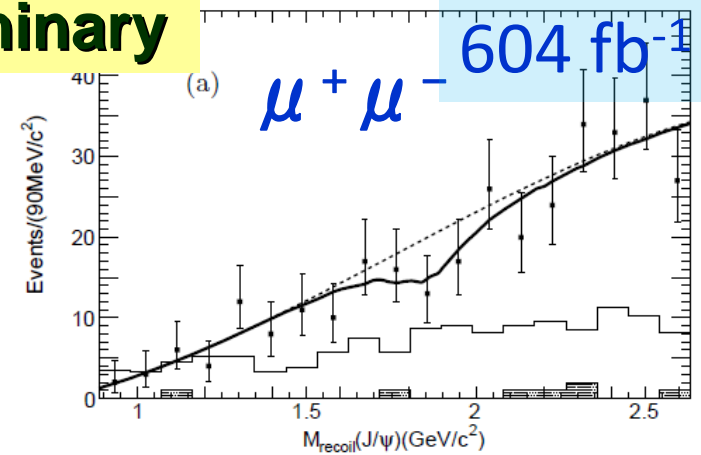 minary
604 fb⁻¹
(a)
μ⁺μ⁻
Events/(90MeV/c²)
40
30
20
10
0
1
1.5
2
2.5
M_recoil(J/ψ)(GeV/c²)